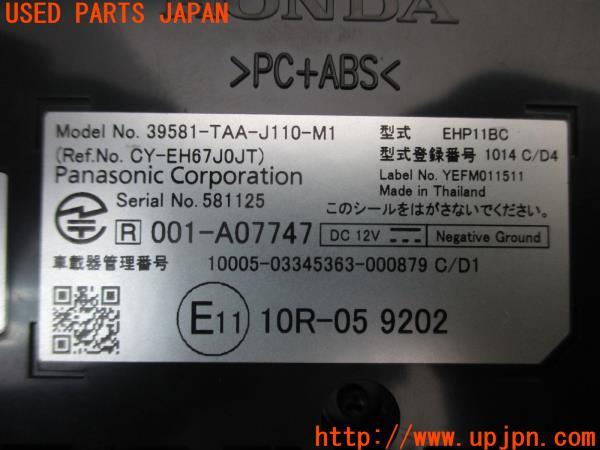 USED PARTS JAPAN
HONDA
>PC+ABS<
Model No. 39581-TAA-J110-M1 型式 EHP11BC
(Ref.No. CY-EH67J0JT) 型式登録番号 1014 C/D4
Panasonic Corporation Label No. YEFM011511
Made in Thailand
Serial No. 581125 このシールをはがさないでください。
R 001-A07747 DC 12V Negative Ground
車載器管理番号 10005-03345363-000879 C/D1
E11 10R-05 9202
UPJ www.upjpn.com